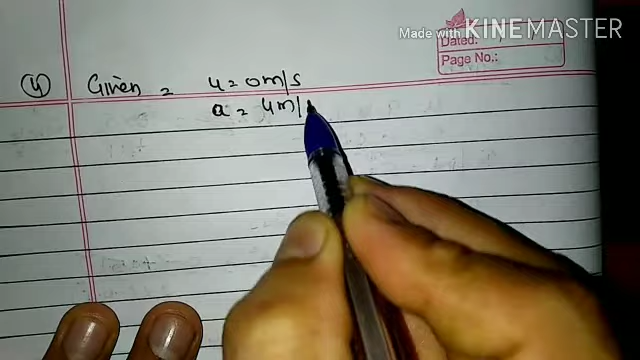 Made with KINEMASTER
Dated:
Page No.:
(4) Given = u = 0m/s
a = 4m/